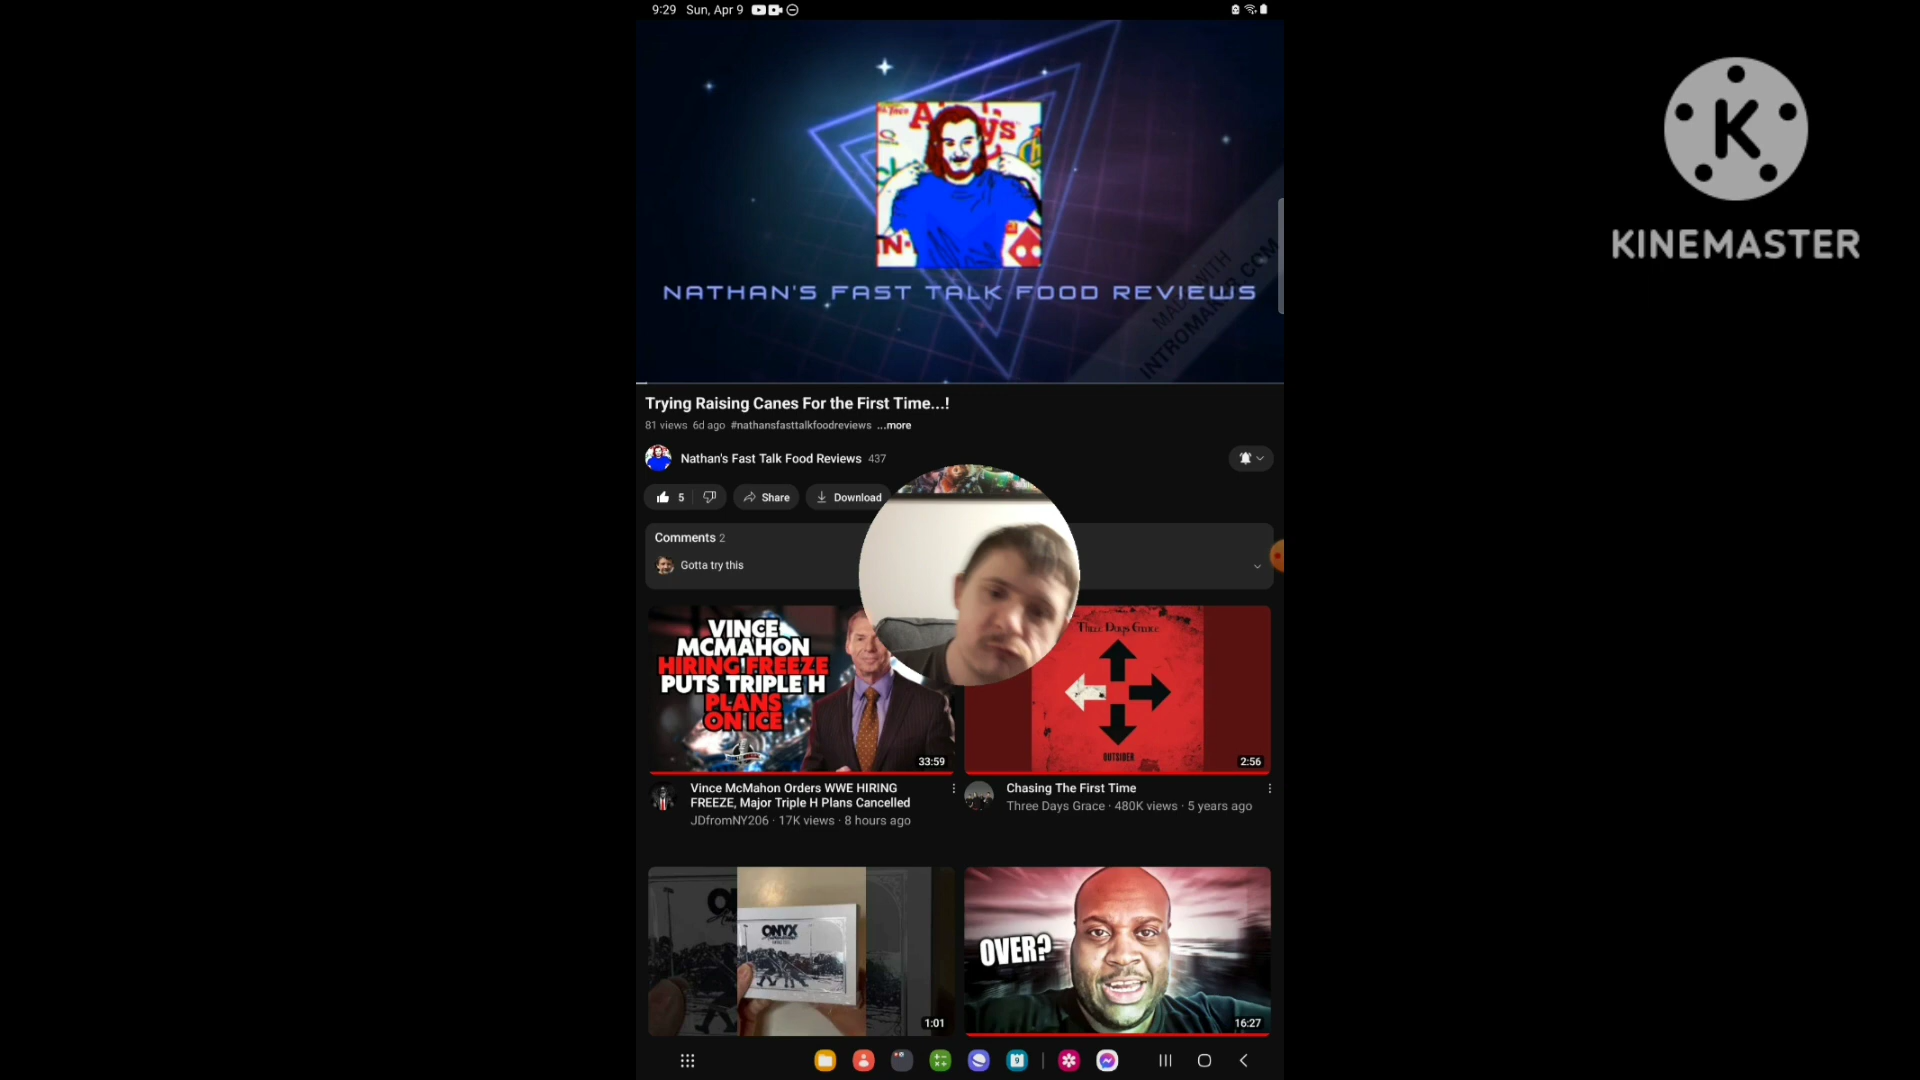 9:29 Sun, Apr 9
KINEMASTER
NATHAN'S FAST TALK FOOD REVIEWS
MADE WITH
INTROMAKER.COM
Trying Raising Canes For the First Time...!
81 views 6d ago #nathansfasttalkfoodreviews ...more
Nathan's Fast Talk Food Reviews 437
5
Share
Download
Comments 2
Gotta try this
VINCE
MCMAHON
HIRING FREEZE
PUTS TRIPLE H
PLANS
ON ICE
33:59
Three Days Grace
OUTSIDER
2:56
Vince McMahon Orders WWE HIRING
FREEZE, Major Triple H Plans Cancelled
JDfromNY206 · 17K views · 8 hours ago
Chasing The First Time
Three Days Grace · 480K views · 5 years ago
ONYX
1:01
OVER?
16:27